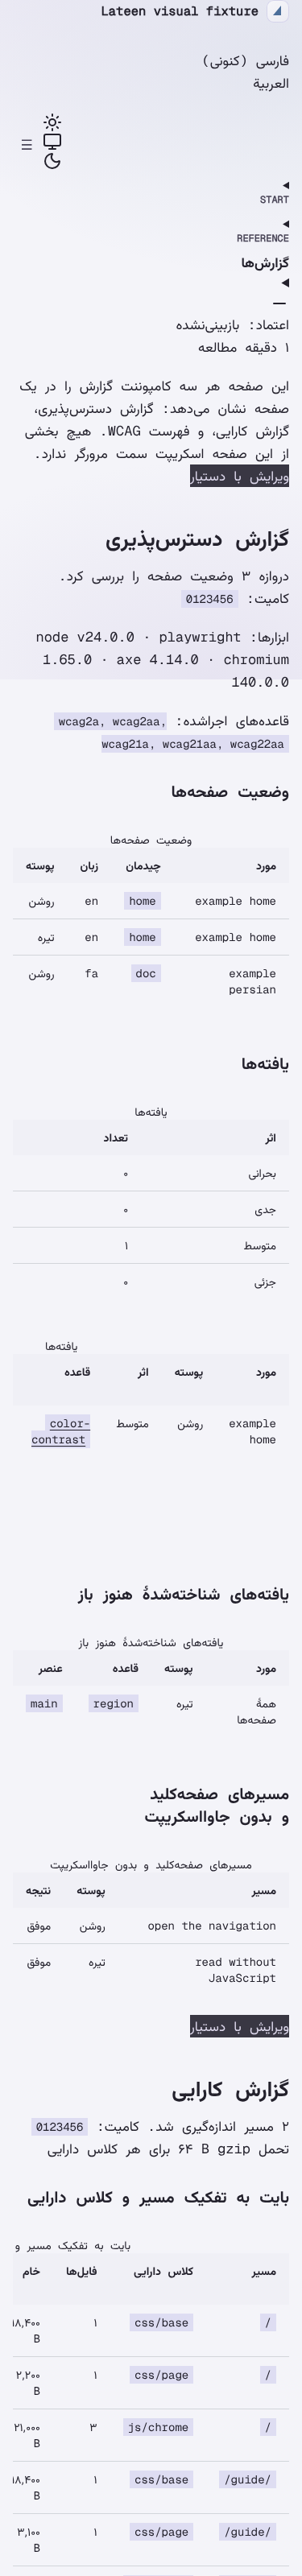 Lateen visual fixture
فارسی (کنونی)
العربية
START
REFERENCE
گزارش‌ها
اعتماد: بازبینی‌نشده
۱ دقیقه مطالعه
این صفحه هر سه کامپوننت گزارش را در یک
صفحه نشان می‌دهد: گزارش دسترس‌پذیری،
گزارش کارایی، و فهرست WCAG. هیچ بخشی
از این صفحه اسکریپت سمت مرورگر ندارد.
ویرایش با دستیار
گزارش دسترس‌پذیری
دروازه ۳ وضعیت صفحه را بررسی کرد.
کامیت: 0123456
ابزارها: node v24.0.0 · playwright
1.65.0 · axe 4.14.0 · chromium
140.0.0
قاعده‌های اجراشده: wcag2a, wcag2aa,
wcag21a, wcag21aa, wcag22aa
وضعیت صفحه‌ها
وضعیت صفحه‌ها
مورد چیدمان زبان پوسته
example home home en روشن
example home home en تیره
example doc fa روشن
persian
یافته‌ها
یافته‌ها
اثر تعداد
بحرانی ۰
جدی ۰
متوسط ۱
جزئی ۰
یافته‌ها
مورد پوسته اثر قاعده
example روشن متوسط color-
home contrast
یافته‌های شناخته‌شدهٔ هنوز باز
یافته‌های شناخته‌شدهٔ هنوز باز
مورد پوسته قاعده عنصر
همهٔ تیره region main
صفحه‌ها
مسیرهای صفحه‌کلید
و بدون جاوااسکریپت
مسیرهای صفحه‌کلید و بدون جاوااسکریپت
مسیر پوسته نتیجه
open the navigation روشن موفق
read without تیره موفق
JavaScript
ویرایش با دستیار
گزارش کارایی
۲ مسیر اندازه‌گیری شد. کامیت: 0123456
تحمل ۶۴ B gzip برای هر کلاس دارایی
بایت به تفکیک مسیر و کلاس دارایی
بایت به تفکیک مسیر و
مسیر کلاس دارایی فایل‌ها خام
/ css/base ۱ ۱۸,۴۰۰
B
/ css/page ۱ ۲,۲۰۰
B
/ js/chrome ۳ ۲۱,۰۰۰
B
/guide/ css/base ۱ ۱۸,۴۰۰
B
/guide/ css/page ۱ ۳,۱۰۰
B